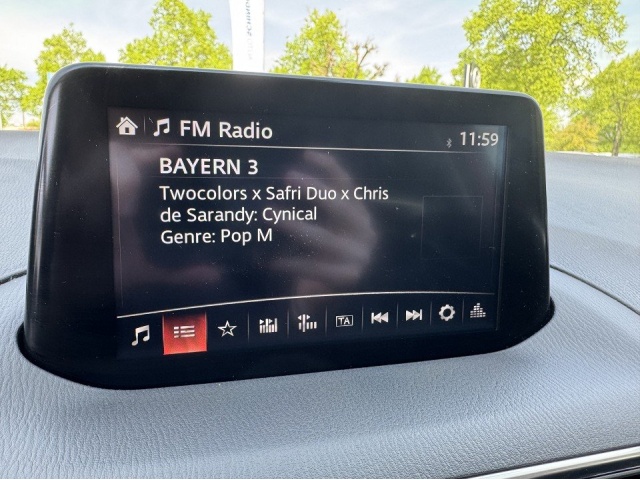 FM Radio
11:59
BAYERN 3
Twocolors x Safri Duo x Chris
de Sarandy: Cynical
Genre: Pop M
TA